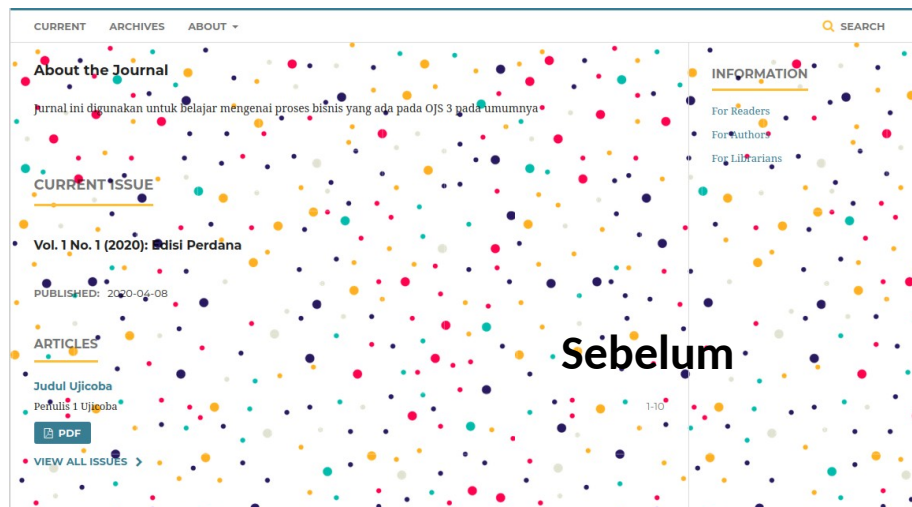 CURRENT ARCHIVES ABOUT SEARCH
About the Journal
Jurnal ini digunakan untuk belajar mengenai proses bisnis yang ada pada OJS 3 pada umumnya
CURRENT ISSUE
Vol. 1 No. 1 (2020): Edisi Perdana
PUBLISHED: 2020-04-08
ARTICLES
Judul Ujicoba
Penulis 1 Ujicoba 1-10
PDF
VIEW ALL ISSUES
INFORMATION
For Readers
For Authors
For Librarians
Sebelum